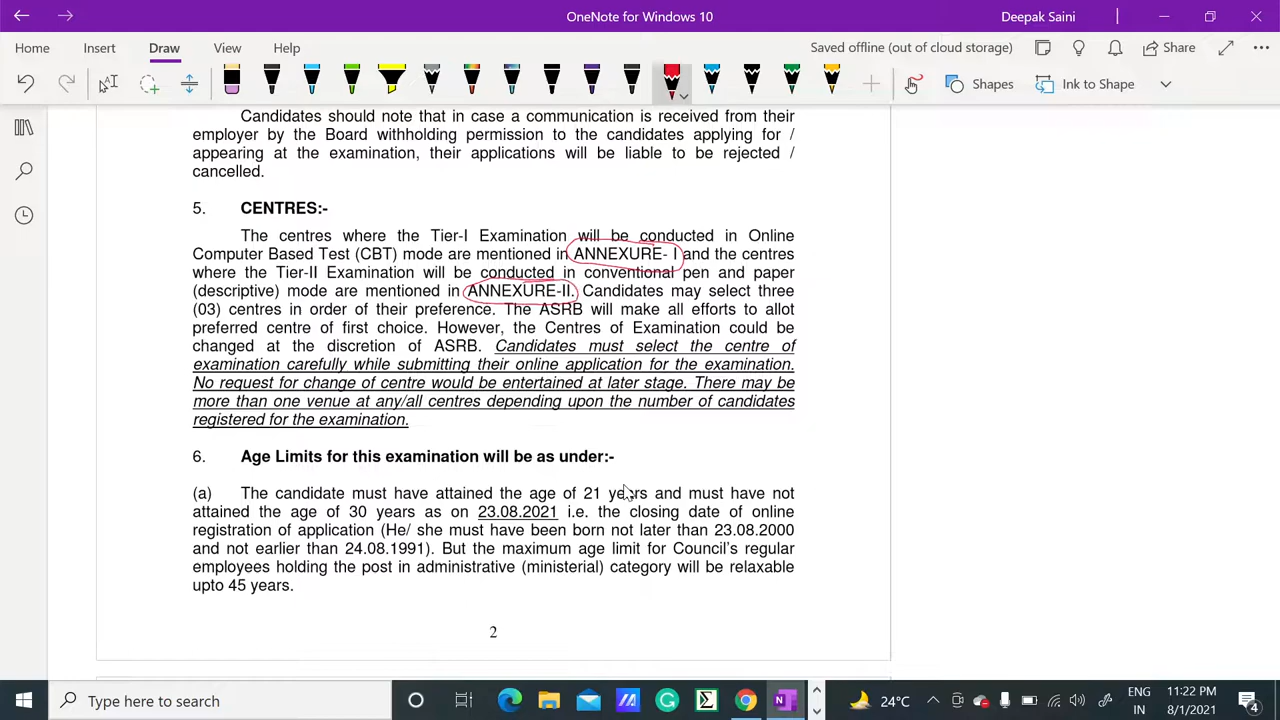 OneNote for Windows 10
Deepak Saini
Home Insert Draw View Help
Saved offline (out of cloud storage)
Share
Shapes
Ink to Shape
Candidates should note that in case a communication is received from their
employer by the Board withholding permission to the candidates applying for /
appearing at the examination, their applications will be liable to be rejected /
cancelled.
5. CENTRES:-
The centres where the Tier-I Examination will be conducted in Online
Computer Based Test (CBT) mode are mentioned in ANNEXURE- I and the centres
where the Tier-II Examination will be conducted in conventional pen and paper
(descriptive) mode are mentioned in ANNEXURE-II. Candidates may select three
(03) centres in order of their preference. The ASRB will make all efforts to allot
preferred centre of first choice. However, the Centres of Examination could be
changed at the discretion of ASRB. Candidates must select the centre of
examination carefully while submitting their online application for the examination.
No request for change of centre would be entertained at later stage. There may be
more than one venue at any/all centres depending upon the number of candidates
registered for the examination.
6. Age Limits for this examination will be as under:-
(a) The candidate must have attained the age of 21 years and must have not
attained the age of 30 years as on 23.08.2021 i.e. the closing date of online
registration of application (He/ she must have been born not later than 23.08.2000
and not earlier than 24.08.1991). But the maximum age limit for Council's regular
employees holding the post in administrative (ministerial) category will be relaxable
upto 45 years.
2
Type here to search
24°C
ENG
IN
11:22 PM
8/1/2021
4